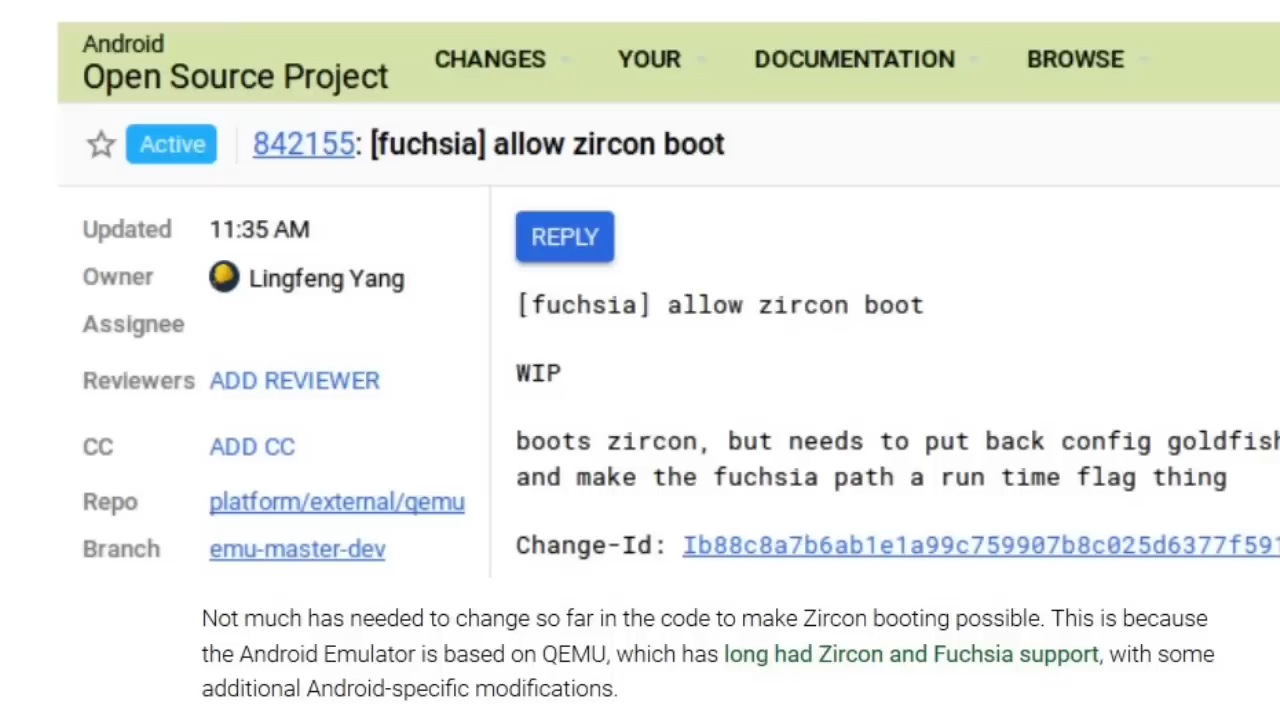 Android
Open Source Project
CHANGES
YOUR
DOCUMENTATION
BROWSE
Active
842155: [fuchsia] allow zircon boot
Updated 11:35 AM
Owner Lingfeng Yang
Assignee
Reviewers ADD REVIEWER
CC ADD CC
Repo platform/external/qemu
Branch emu-master-dev
REPLY
[fuchsia] allow zircon boot
WIP
boots zircon, but needs to put back config goldfish
and make the fuchsia path a run time flag thing
Change-Id: Ib88c8a7b6ab1e1a99c759907b8c025d6377f591
Not much has needed to change so far in the code to make Zircon booting possible. This is because
the Android Emulator is based on QEMU, which has long had Zircon and Fuchsia support, with some
additional Android-specific modifications.